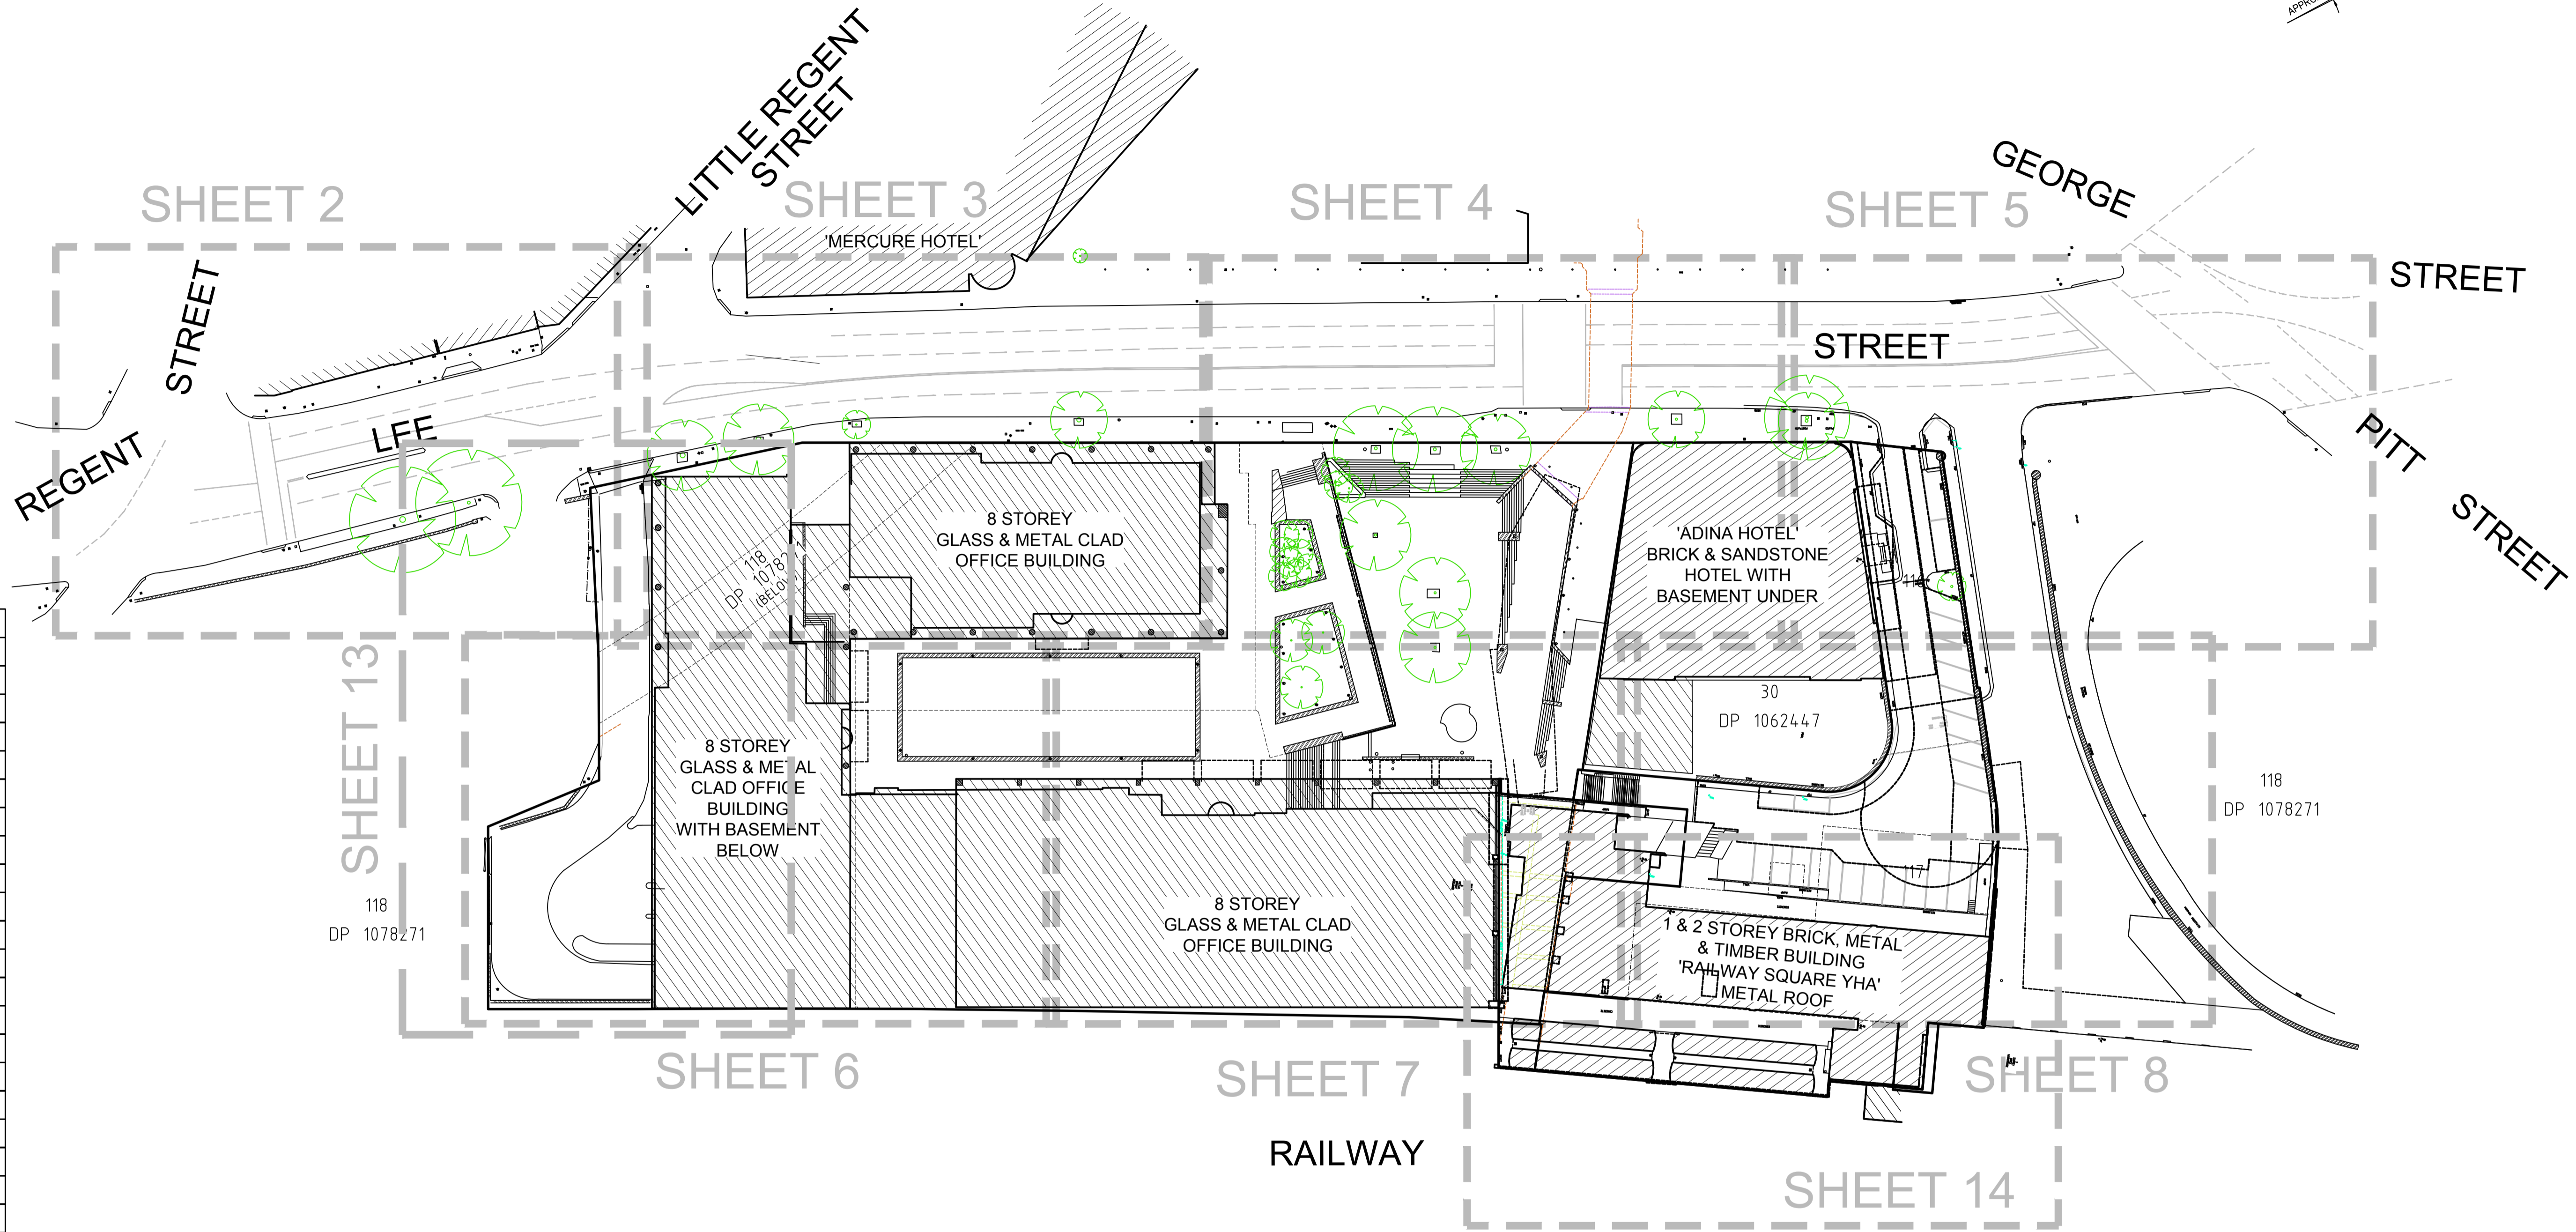 LITTLE REGENT
STREET
SHEET 2
SHEET 3
SHEET 4
SHEET 5
GEORGE
STREET
'MERCURE HOTEL'
STREET
STREET
LEE
REGENT
PITT
STREET
8 STOREY
GLASS & METAL CLAD
OFFICE BUILDING
'ADINA HOTEL'
BRICK & SANDSTONE
HOTEL WITH
BASEMENT UNDER
118
DP
SHEET 13
30
DP 1062447
8 STOREY
GLASS & METAL
CLAD OFFICE
BUILDING
WITH BASEMENT
BELOW
118
DP 1078271
118
DP 1078271
117
8 STOREY
GLASS & METAL CLAD
OFFICE BUILDING
1 & 2 STOREY BRICK, METAL
& TIMBER BUILDING
'RAILWAY SQUARE YHA'
METAL ROOF
SHEET 6
SHEET 7
SHEET 8
RAILWAY
SHEET 14